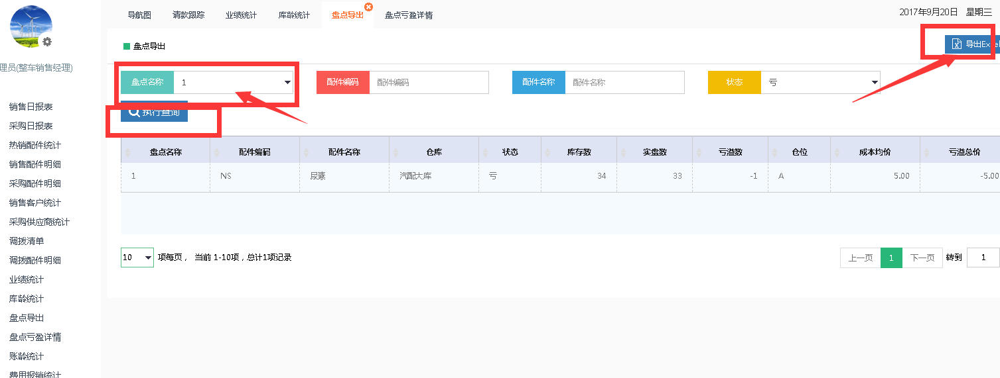 导航图 请款跟踪 业绩统计 库龄统计 盘点导出 盘点亏盈详情
2017年9月20日 星期三
盘点导出
导出Excel
理员(整车销售经理)
盘点名称 1 配件编码 配件编码 配件名称 配件名称 状态 亏
执行查询
销售日报表
采购日报表
热销配件统计
销售配件明细
采购配件明细
销售客户统计
采购供应商统计
调拨清单
调拨配件明细
业绩统计
库龄统计
盘点导出
盘点亏盈详情
账龄统计
费用报销统计
盘点名称 配件编码 配件名称 仓库 状态 库存数 实盘数 亏溢数 仓位 成本均价 亏溢总价
1 NS 尿素 汽配大库 亏 34 33 -1 A 5.00 -5.00
10 项每页， 当前 1-10项，总计1项记录
上一页 1 下一页 转到 1